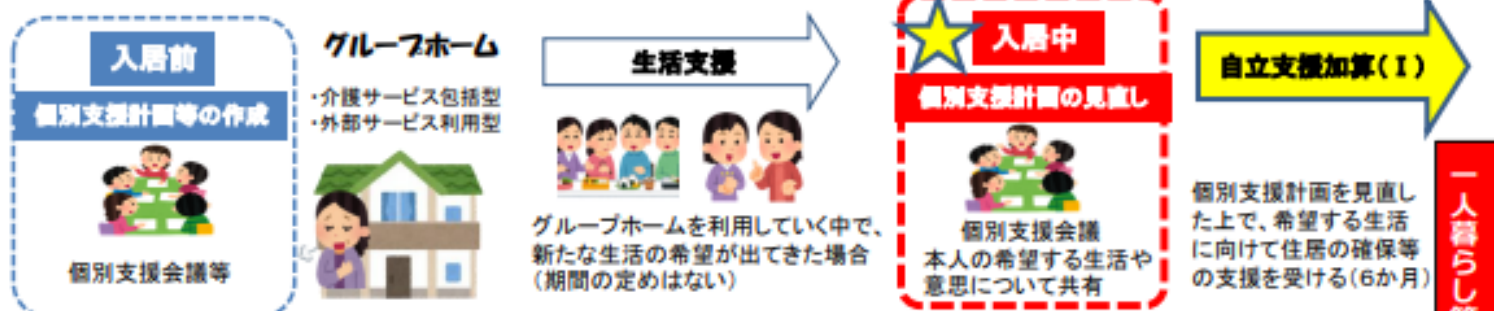 入居前
個別支援計画等の作成
個別支援会議等
グループホーム
・介護サービス包括型
・外部サービス利用型
生活支援
グループホームを利用していく中で、
新たな生活の希望が出てきた場合
(期間の定めはない)
入居中
個別支援計画の見直し
個別支援会議
本人の希望する生活や
意思について共有
自立支援加算(Ⅰ)
個別支援計画を見直し
た上で、希望する生活
に向けて住居の確保等
の支援を受ける(6か月)
一人暮らし